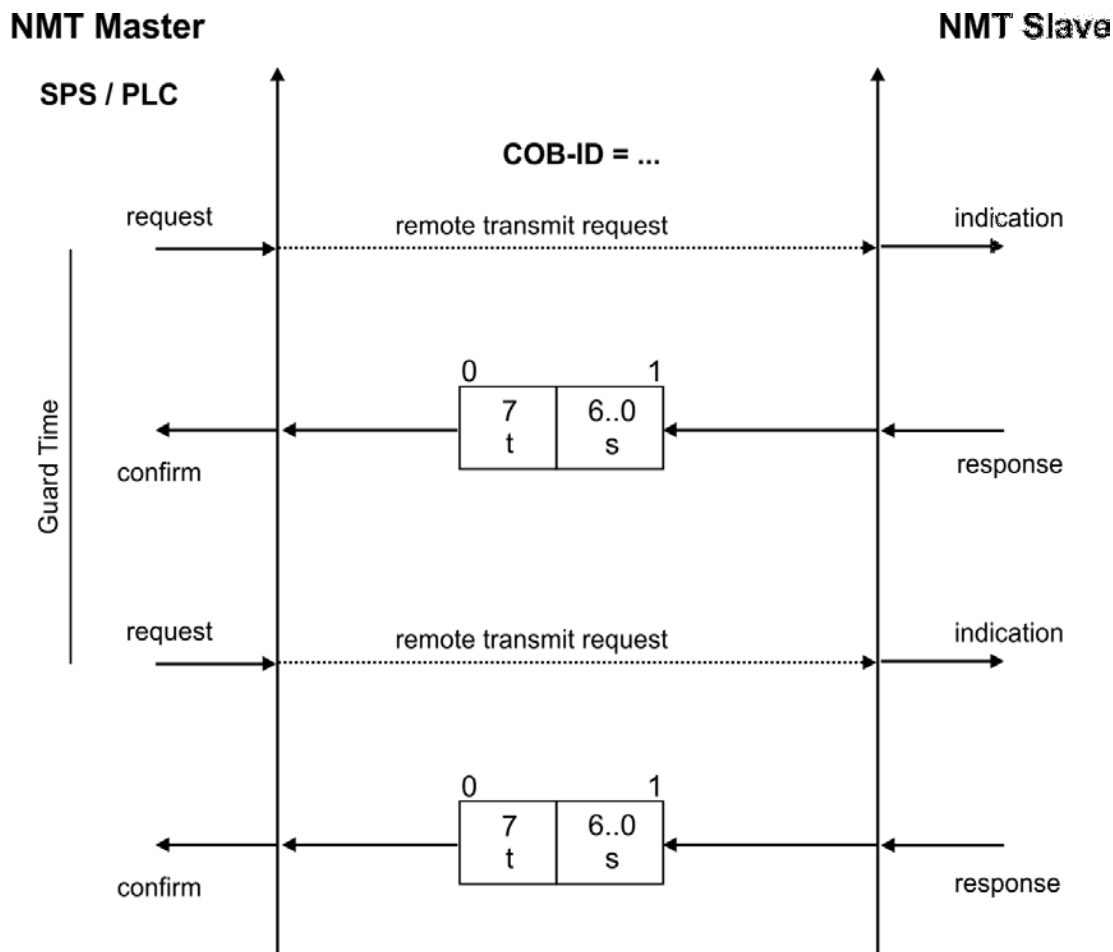 NMT Master
NMT Slave
SPS / PLC
COB-ID = ...
request
remote transmit request
indication
0 1
7 6..0
t s
confirm
response
Guard Time
request
remote transmit request
indication
0 1
7 6..0
t s
confirm
response